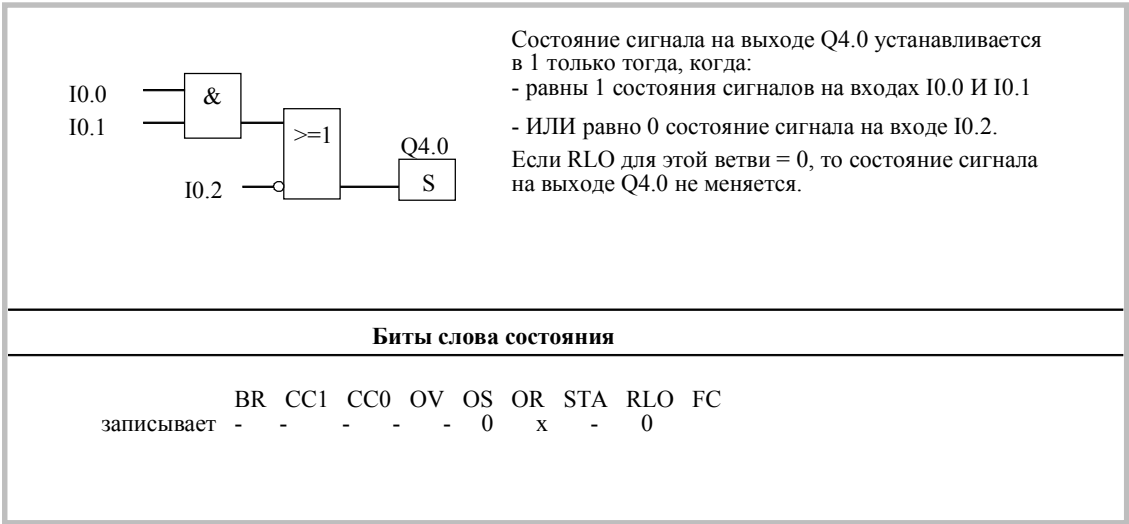 Состояние сигнала на выходе Q4.0 устанавливается
в 1 только тогда, когда:
- равны 1 состояния сигналов на входах I0.0 И I0.1
- ИЛИ равно 0 состояние сигнала на входе I0.2.
Если RLO для этой ветви = 0, то состояние сигнала
на выходе Q4.0 не меняется.
I0.0
&
I0.1
>=1
Q4.0
I0.2
S
Биты слова состояния
BR CC1 CC0 OV OS OR STA RLO FC
записывает - - - - - 0 x - 0